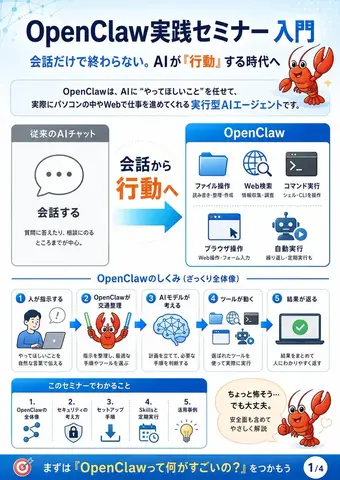 OpenClaw実践セミナー 入門
会話だけで終わらない。AIが『行動』する時代へ
OpenClawは、AIに“やってほしいこと”を任せて、
実際にパソコンの中やWebで仕事を進めてくれる 実行型AIエージェントです。
従来のAIチャット
会話する
質問に答えたり、相談にのる
ところまでが中心。
会話から
行動へ
OpenClaw
ファイル操作
読み書き・整理・作成
Web検索
情報収集・調査
コマンド実行
シェル・CLIを操作
ブラウザ操作
Web操作・フォーム入力
自動実行
繰り返し・定期実行も
OpenClawのしくみ（ざっくり全体像）
1 人が指示する
やってほしいことを
自然な言葉で伝える
2 OpenClawが
交通整理
指示を整理し、最適な
手順やツールを選ぶ
3 AIモデルが
考える
計画を立て、必要な
手順を判断する
4 ツールが動く
選ばれたツールを
使って実際に実行
5 結果が返る
結果をまとめて
人にわかりやすく返す
このセミナーでわかること
1.
OpenClawの
全体像
2.
セキュリティの
考え方
3.
セットアップ
手順
4.
Skillsと
定期実行
5.
活用事例
ちょっと怖そう…
でも大丈夫。
安全面も含めて
やさしく解説
まずは『OpenClawって何がすごいの？』をつかもう
1/4